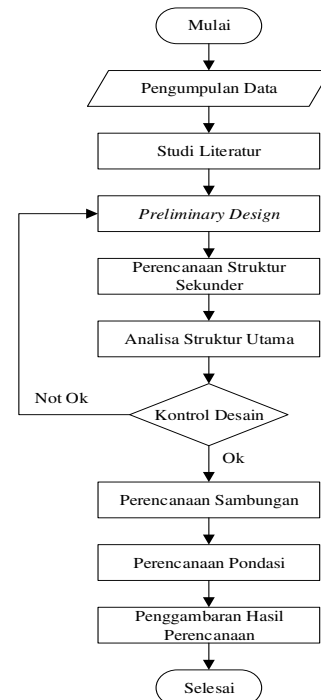 Mulai
Pengumpulan Data
Studi Literatur
Preliminary Design
Perencanaan Struktur
Sekunder
Analisa Struktur Utama
Not Ok
Kontrol Desain
Ok
Perencanaan Sambungan
Perencanaan Pondasi
Penggambaran Hasil
Perencanaan
Selesai